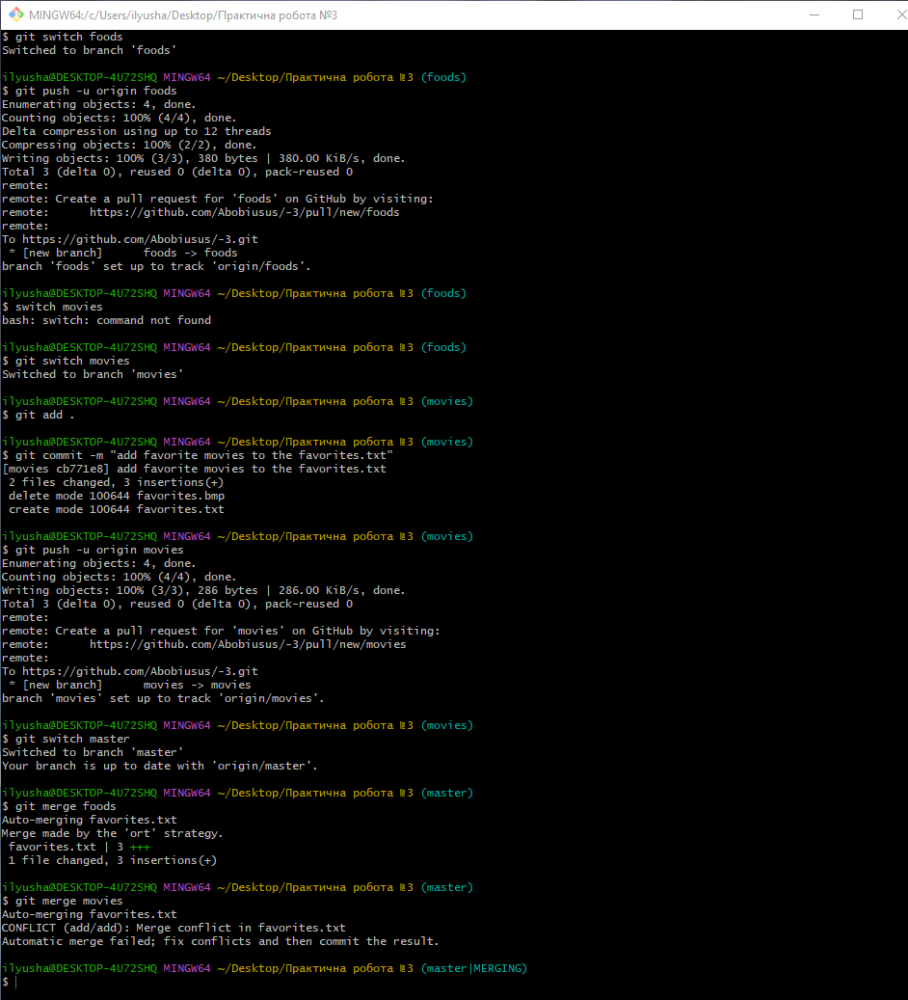 MINGW64:/c/Users/ilyusha/Desktop/Практична робота №3
$ git switch foods
Switched to branch 'foods'
ilyusha@DESKTOP-4U72SHQ MINGW64 ~/Desktop/Практична робота №3 (foods)
$ git push -u origin foods
Enumerating objects: 4, done.
Counting objects: 100% (4/4), done.
Delta compression using up to 12 threads
Compressing objects: 100% (2/2), done.
Writing objects: 100% (3/3), 380 bytes | 380.00 KiB/s, done.
Total 3 (delta 0), reused 0 (delta 0), pack-reused 0
remote:
remote: Create a pull request for 'foods' on GitHub by visiting:
remote:      https://github.com/Abobiusus/-3/pull/new/foods
remote:
To https://github.com/Abobiusus/-3.git
 * [new branch]      foods -> foods
branch 'foods' set up to track 'origin/foods'.
ilyusha@DESKTOP-4U72SHQ MINGW64 ~/Desktop/Практична робота №3 (foods)
$ switch movies
bash: switch: command not found
ilyusha@DESKTOP-4U72SHQ MINGW64 ~/Desktop/Практична робота №3 (foods)
$ git switch movies
Switched to branch 'movies'
ilyusha@DESKTOP-4U72SHQ MINGW64 ~/Desktop/Практична робота №3 (movies)
$ git add .
ilyusha@DESKTOP-4U72SHQ MINGW64 ~/Desktop/Практична робота №3 (movies)
$ git commit -m "add favorite movies to the favorites.txt"
[movies cb771e8] add favorite movies to the favorites.txt
 2 files changed, 3 insertions(+)
 delete mode 100644 favorites.bmp
 create mode 100644 favorites.txt
ilyusha@DESKTOP-4U72SHQ MINGW64 ~/Desktop/Практична робота №3 (movies)
$ git push -u origin movies
Enumerating objects: 4, done.
Counting objects: 100% (4/4), done.
Writing objects: 100% (3/3), 286 bytes | 286.00 KiB/s, done.
Total 3 (delta 0), reused 0 (delta 0), pack-reused 0
remote:
remote: Create a pull request for 'movies' on GitHub by visiting:
remote:      https://github.com/Abobiusus/-3/pull/new/movies
remote:
To https://github.com/Abobiusus/-3.git
 * [new branch]      movies -> movies
branch 'movies' set up to track 'origin/movies'.
ilyusha@DESKTOP-4U72SHQ MINGW64 ~/Desktop/Практична робота №3 (movies)
$ git switch master
Switched to branch 'master'
Your branch is up to date with 'origin/master'.
ilyusha@DESKTOP-4U72SHQ MINGW64 ~/Desktop/Практична робота №3 (master)
$ git merge foods
Auto-merging favorites.txt
Merge made by the 'ort' strategy.
 favorites.txt | 3 +++
 1 file changed, 3 insertions(+)
ilyusha@DESKTOP-4U72SHQ MINGW64 ~/Desktop/Практична робота №3 (master)
$ git merge movies
Auto-merging favorites.txt
CONFLICT (add/add): Merge conflict in favorites.txt
Automatic merge failed; fix conflicts and then commit the result.
ilyusha@DESKTOP-4U72SHQ MINGW64 ~/Desktop/Практична робота №3 (master|MERGING)
$